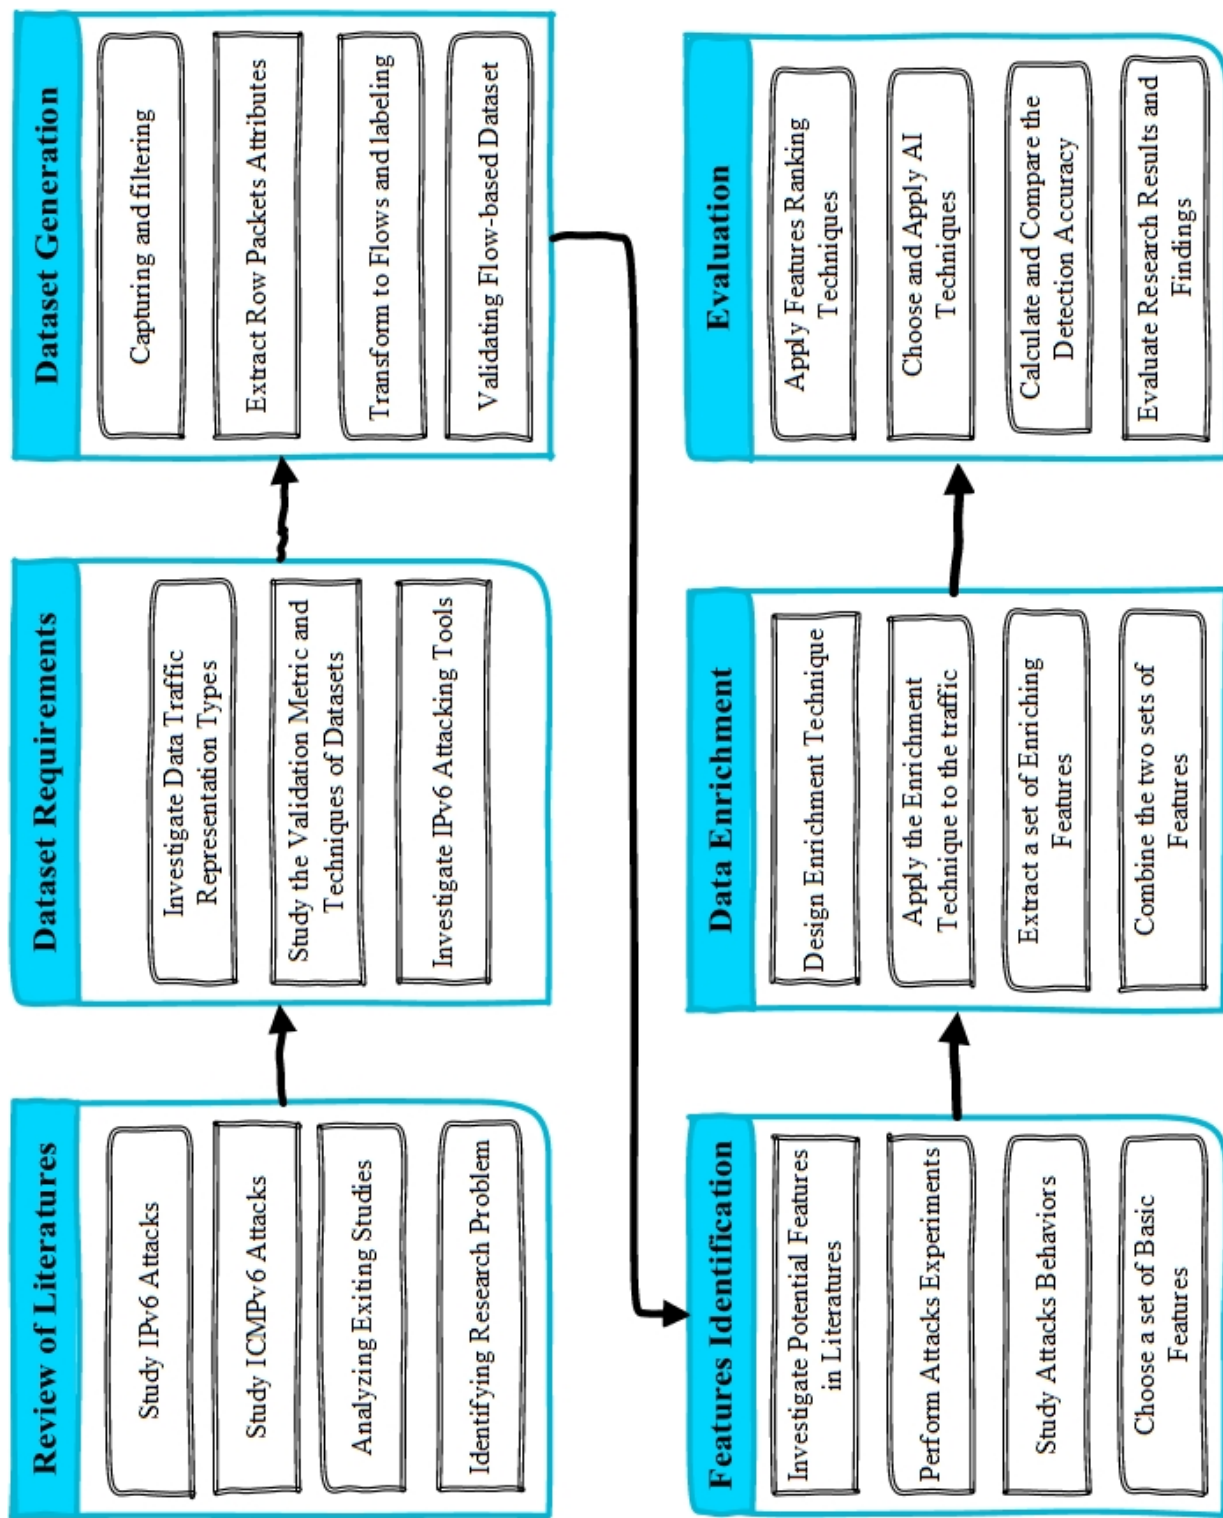 Review of Literatures
Study IPv6 Attacks
Study ICMPv6 Attacks
Analyzing Exiting Studies
Identifying Research Problem
Dataset Requirements
Investigate Data Traffic
Representation Types
Study the Validation Metric and
Techniques of Datasets
Investigate IPv6 Attacking Tools
Dataset Generation
Capturing and filtering
Extract Row Packets Attributes
Transform to Flows and labeling
Validating Flow-based Dataset
Features Identification
Investigate Potential Features
in Literatures
Perform Attacks Experiments
Study Attacks Behaviors
Choose a set of Basic
Features
Data Enrichment
Design Enrichment Technique
Apply the Enrichment
Technique to the traffic
Extract a set of Enriching
Features
Combine the two sets of
Features
Evaluation
Apply Features Ranking
Techniques
Choose and Apply AI
Techniques
Calculate and Compare the
Detection Accuracy
Evaluate Research Results and
Findings